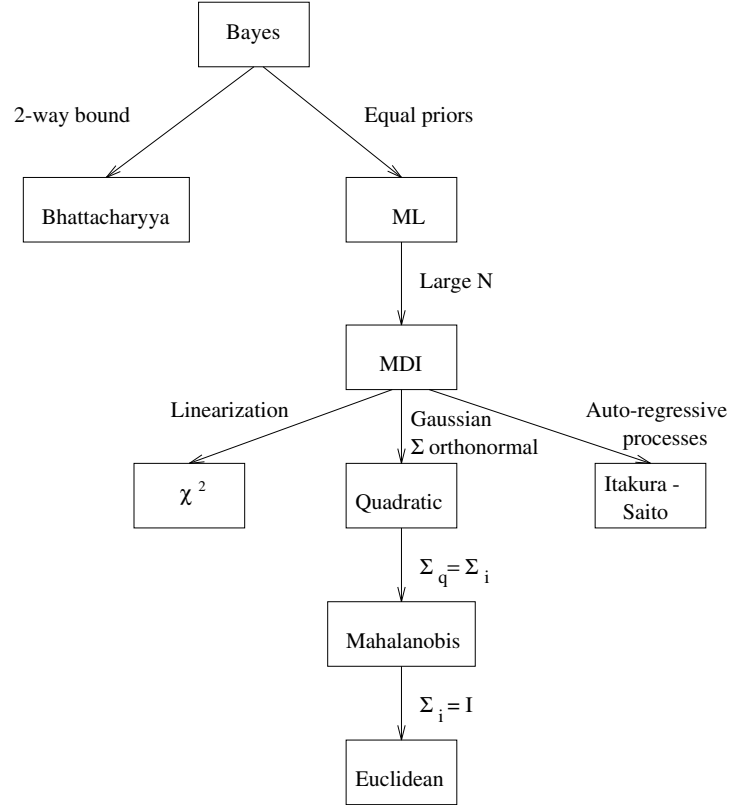 Bayes
2-way bound
Equal priors
Bhattacharyya
ML
Large N
MDI
Linearization
Gaussian
Σ orthonormal
Auto-regressive
processes
χ ²
Quadratic
Itakura -
Saito
Σ q = Σ i
Mahalanobis
Σ i = I
Euclidean